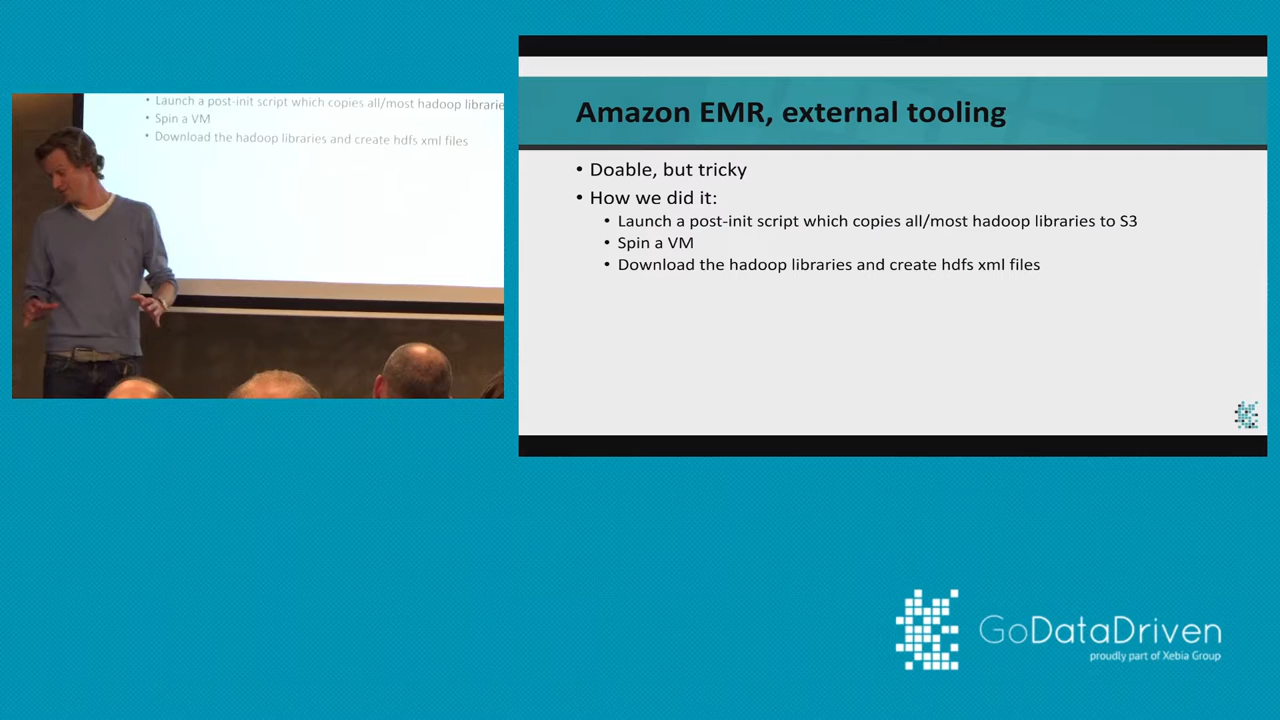 • Launch a post-init script which copies all/most hadoop librarie
• Spin a VM
• Download the hadoop libraries and create hdfs xml files
Amazon EMR, external tooling
• Doable, but tricky
• How we did it:
• Launch a post-init script which copies all/most hadoop libraries to S3
• Spin a VM
• Download the hadoop libraries and create hdfs xml files
GoDataDriven
proudly part of Xebia Group